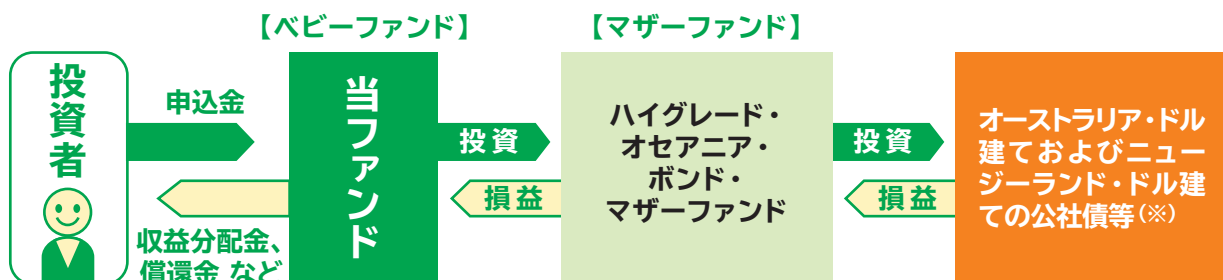 【ベビーファンド】
【マザーファンド】
投資者
申込金
収益分配金、
償還金 など
当ファンド
投資
損益
ハイグレード・
オセアニア・
ボンド・
マザーファンド
投資
損益
オーストラリア・ドル
建ておよびニュー
ジーランド・ドル建
ての公社債等(※)